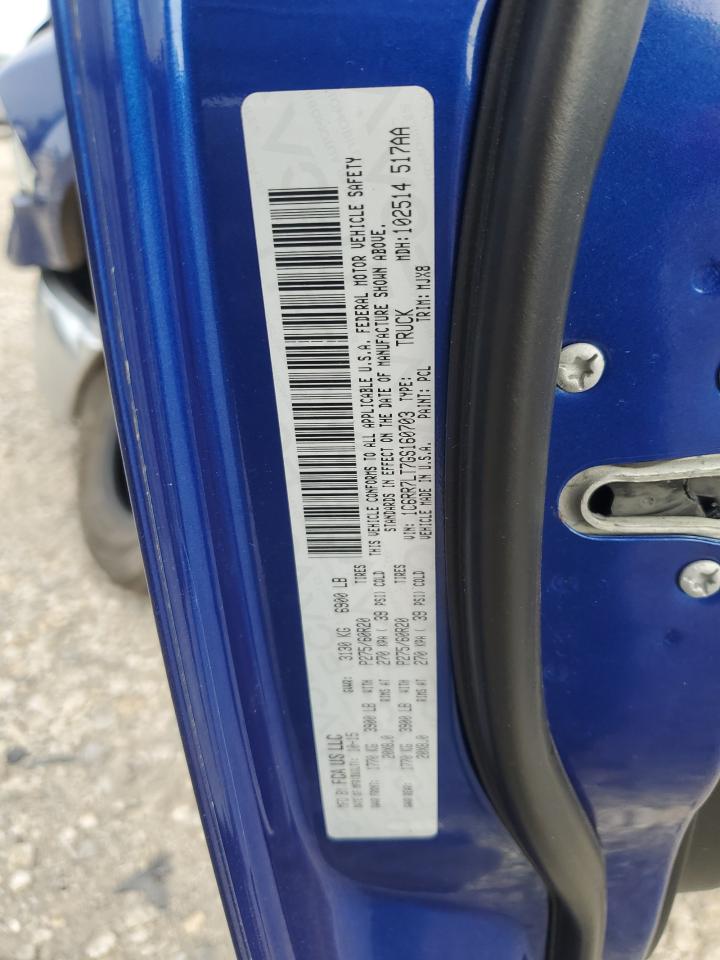 MFD BY: FCA US LLC
DATE OF MFD(BUILT): 10-15 GVWR: 3130 KG 6900 LB
GAWR FRONT: 1770 KG 3900 LB WITH P275/60R20 TIRES
20X8.0 RIMS AT 270 KPA ( 39 PSI) COLD
GAWR REAR: 1770 KG 3900 LB WITH P275/60R20 TIRES
20X8.0 RIMS AT 270 KPA ( 39 PSI) COLD
THIS VEHICLE CONFORMS TO ALL APPLICABLE U.S.A. FEDERAL MOTOR VEHICLE SAFETY
STANDARDS IN EFFECT ON THE DATE OF MANUFACTURE SHOWN ABOVE.
VIN: 1C6RR7LT7GS160703 TYPE: TRUCK MDH:102514 517AA
VEHICLE MADE IN U.S.A. PAINT: PCL TRIM: MJX8